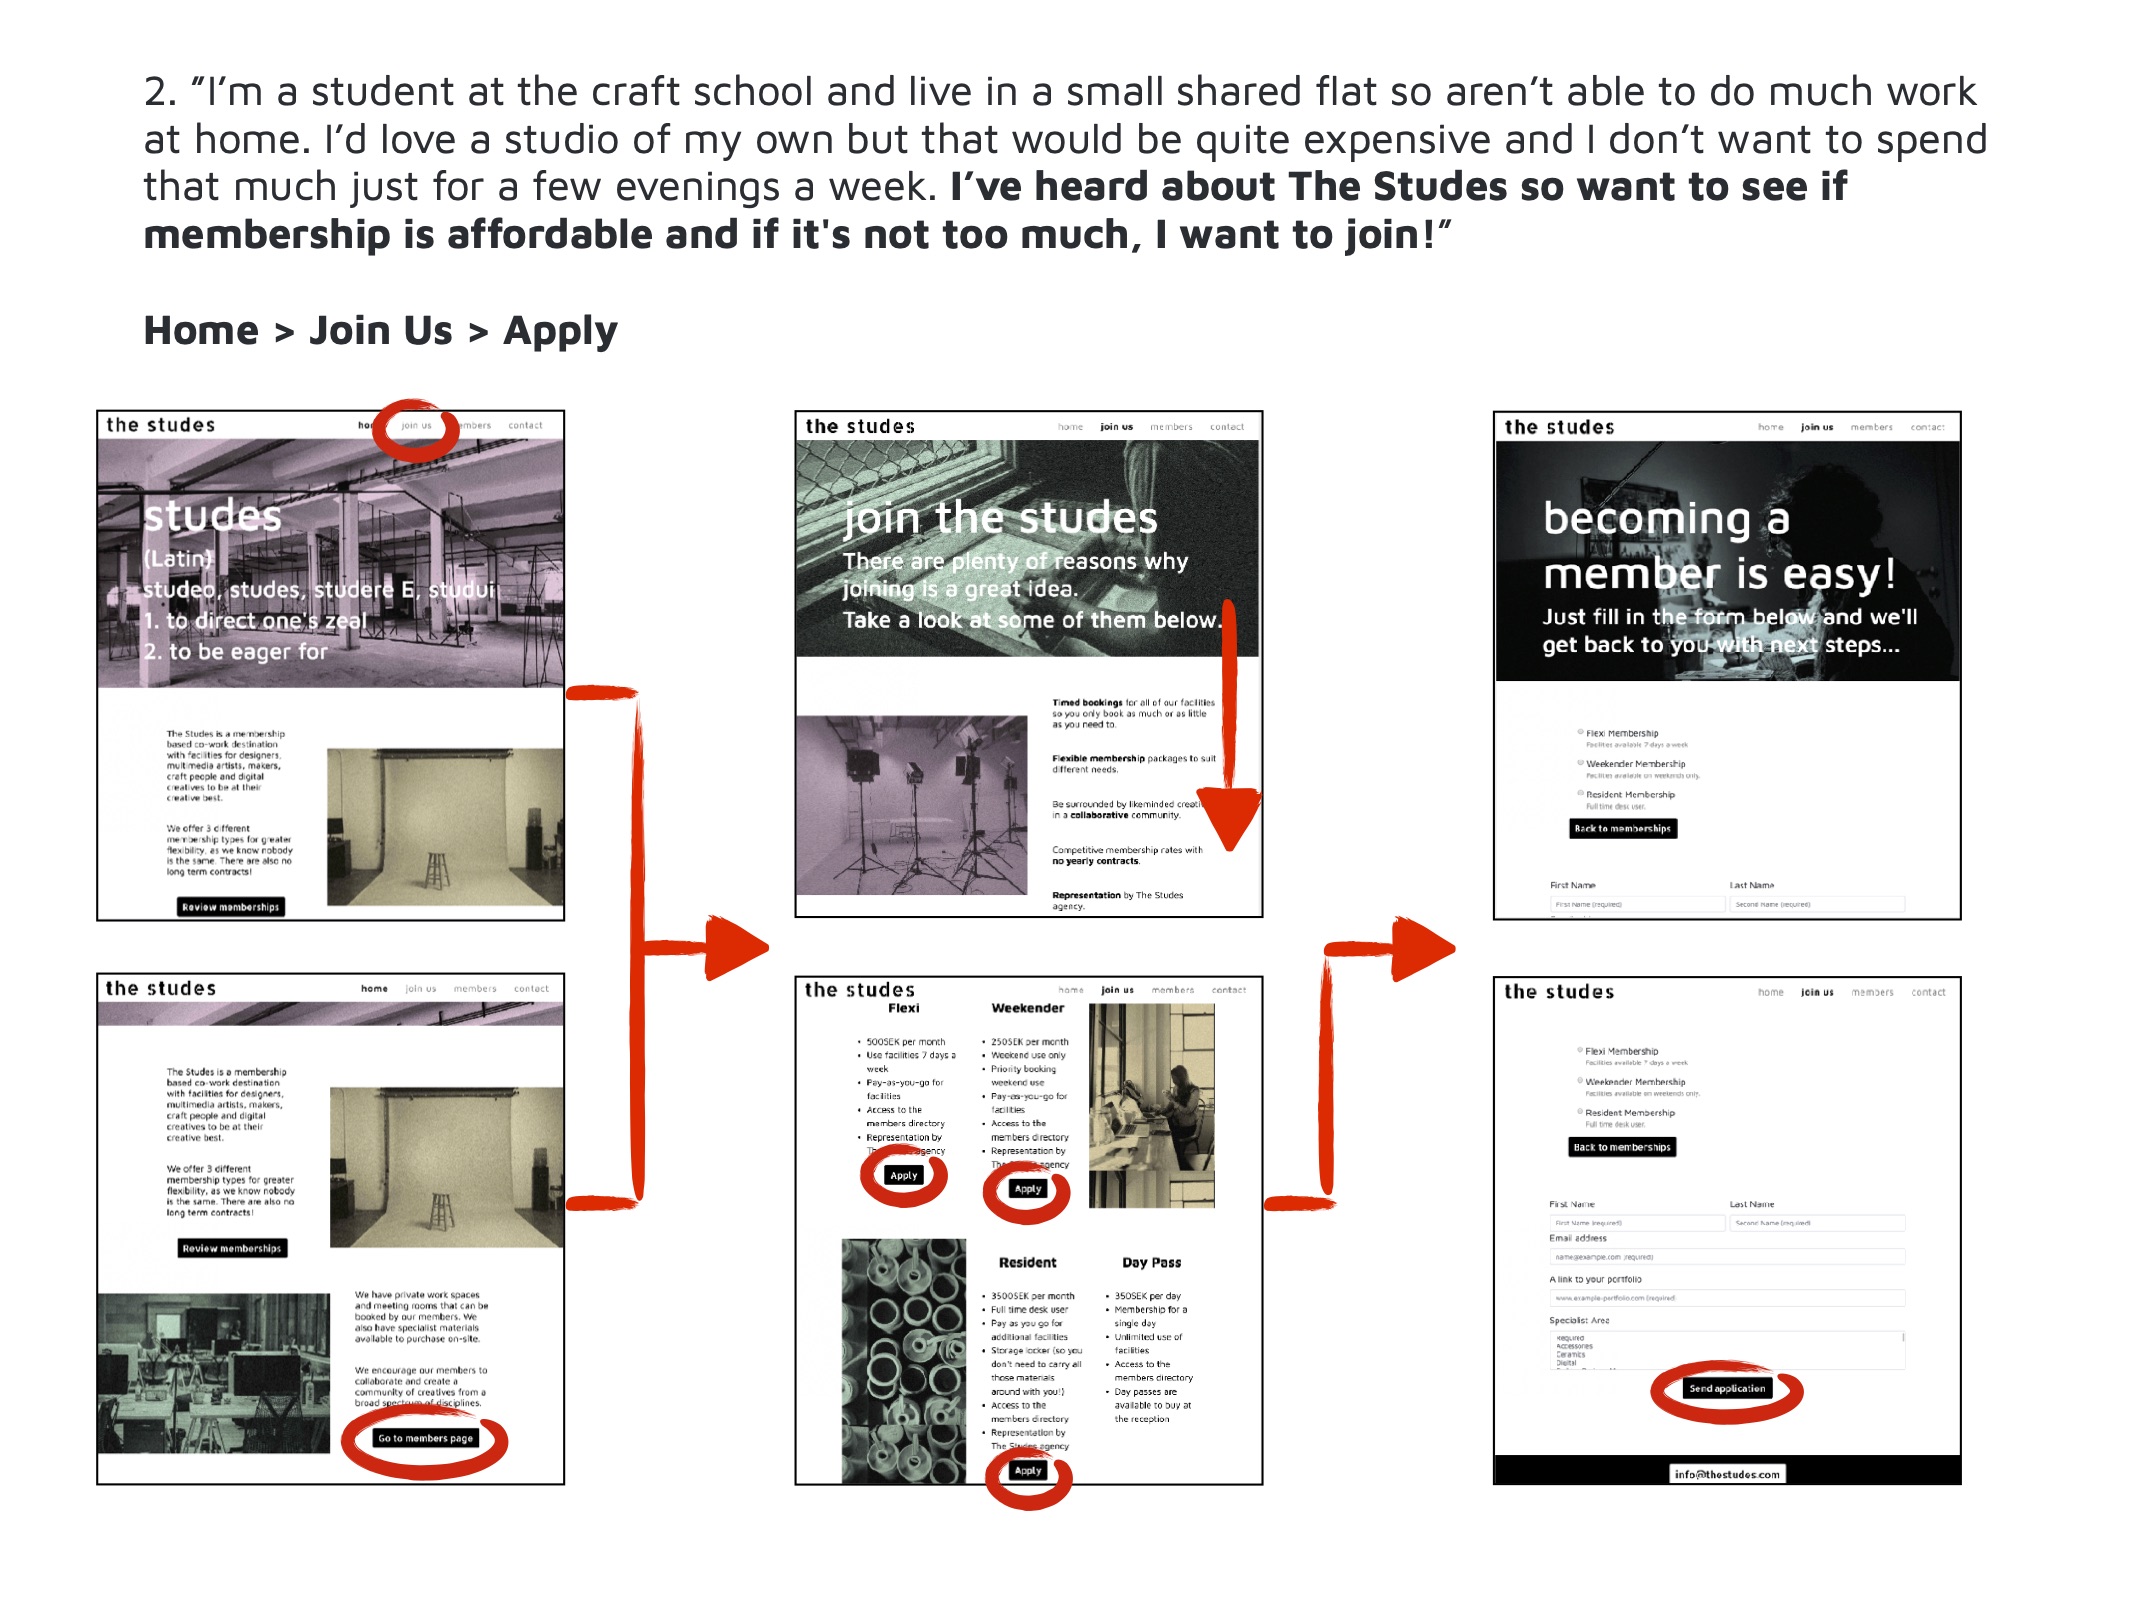 2. ″I’m a student at the craft school and live in a small shared flat so aren’t able to do much work
at home. I’d love a studio of my own but that would be quite expensive and I don’t want to spend
that much just for a few evenings a week. I’ve heard about The Studes so want to see if
membership is affordable and if it's not too much, I want to join!″
Home > Join Us > Apply
the studes
join us
contact
studes
(Latin)
studeo, studes, studere E, studui
1. to direct one's zeal
2. to be eager for
The Studes is a membership
based co-work destination
with facilities for designers,
multimedia artists, makers,
craft people and digital
creatives to be at their
creative best.
We offer 3 different
membership types for greater
flexibility, as we know nobody
is the same. There are also no
long term contracts!
Review memberships
the studes
home join us members contact
The Studes is a membership
based co-work destination
with facilities for designers,
multimedia artists, makers,
craft people and digital
creatives to be at their
creative best.
We offer 3 different
membership types for greater
flexibility, as we know nobody
is the same. There are also no
long term contracts!
Review memberships
We have private work spaces
and meeting rooms that can be
booked by our members. We
also have specialist materials
available to purchase on-site.
We encourage our members to
collaborate and create a
community of creatives from a
broad spectrum of disciplines.
Go to members page
the studes
home join us members contact
join the studes
There are plenty of reasons why
joining is a great idea.
Take a look at some of them below.
Timed bookings for all of our facilities
so you only book as much or as little
as you need to.
Flexible membership packages to suit
different needs.
Be surrounded by likeminded
in a collaborative community.
Competitive membership rates with
no yearly contracts.
Representation by The Studes
agency.
the studes
home join us members contact
Flexi
• 500SEK per month
• Use facilities 7 days a
week
• Pay-as-you-go for
facilities
• Access to the
members directory
• Representation by
agency
Apply
Weekender
• 250SEK per month
• Weekend use only
• Priority booking
weekend use
• Pay-as-you-go for
facilities
• Access to the
members directory
• Representation by
agency
Apply
Resident
• 3500SEK per month
• Full time desk user
• Pay as you go for
additional facilities
• Storage locker (so you
don't need to carry all
those materials
around with you!)
• Access to the
members directory
• Representation by
The Studes agency
Apply
Day Pass
• 350SEK per day
• Membership for a
single day
• Unlimited use of
facilities
• Access to the
members directory
• Day passes are
available to buy at
the reception
the studes
home join us members contact
becoming a
member is easy!
Just fill in the form below and we'll
get back to you with next steps...
Flexi Membership
Facilities available 7 days a week
Weekender Membership
Facilities available on weekends only.
Resident Membership
Full time desk user.
Back to memberships
First Name Last Name
First Name (required) Second Name (required)
the studes
home join us members contact
Flexi Membership
Facilities available 7 days a week
Weekender Membership
Facilities available on weekends only.
Resident Membership
Full time desk user.
Back to memberships
First Name Last Name
First Name (required) Second Name (required)
Email address
name@example.com (required)
A link to your portfolio
www.example-portfolio.com (required)
Specialist Area
Required
Accessories
Ceramics
Digital
Send application
info@thestudes.com